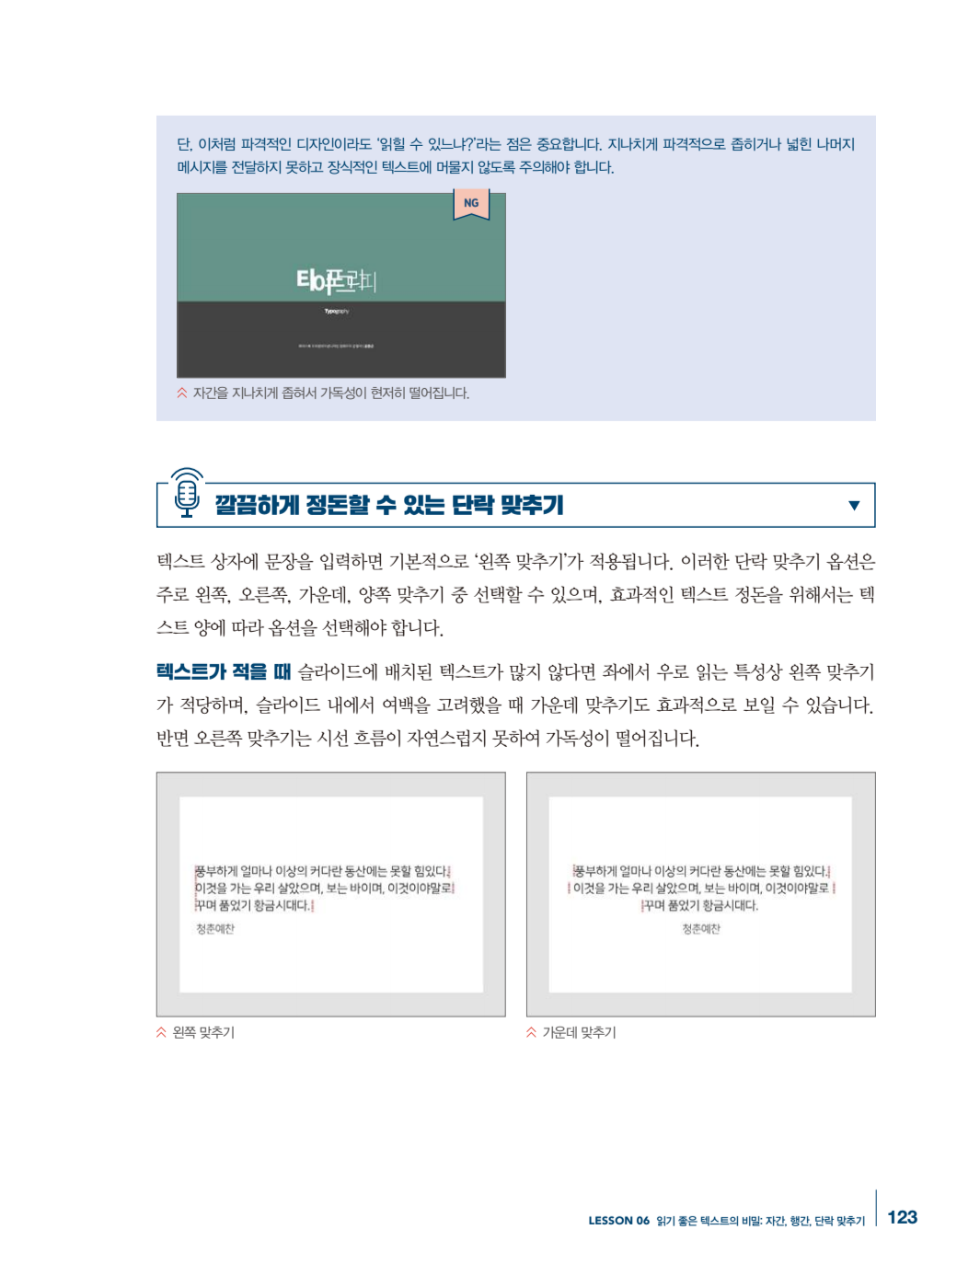 단, 이처럼 파격적인 디자인이라도 ‘읽힐 수 있느냐?’라는 점은 중요합니다. 지나치게 파격적으로 좁히거나 넓힌 나머지
메시지를 전달하지 못하고 장식적인 텍스트에 머물지 않도록 주의해야 합니다.
NG
타이포그라피
Typography
자간을 지나치게 좁혀서 가독성이 현저히 떨어집니다.
깔끔하게 정돈할 수 있는 단락 맞추기
텍스트 상자에 문장을 입력하면 기본적으로 ‘왼쪽 맞추기’가 적용됩니다. 이러한 단락 맞추기 옵션은
주로 왼쪽, 오른쪽, 가운데, 양쪽 맞추기 중 선택할 수 있으며, 효과적인 텍스트 정돈을 위해서는 텍
스트 양에 따라 옵션을 선택해야 합니다.
텍스트가 적을 때 슬라이드에 배치된 텍스트가 많지 않다면 좌에서 우로 읽는 특성상 왼쪽 맞추기
가 적당하며, 슬라이드 내에서 여백을 고려했을 때 가운데 맞추기도 효과적으로 보일 수 있습니다.
반면 오른쪽 맞추기는 시선 흐름이 자연스럽지 못하여 가독성이 떨어집니다.
풍부하게 얼마나 이상의 커다란 동산에는 못할 힘있다.
이것을 가는 우리 살았으며, 보는 바이며, 이것이야말로
꾸며 품었기 황금시대다.
청춘예찬
왼쪽 맞추기
풍부하게 얼마나 이상의 커다란 동산에는 못할 힘있다.
이것을 가는 우리 살았으며, 보는 바이며, 이것이야말로
꾸며 품었기 황금시대다.
청춘예찬
가운데 맞추기
LESSON 06 읽기 좋은 텍스트의 비밀: 자간, 행간, 단락 맞추기 123